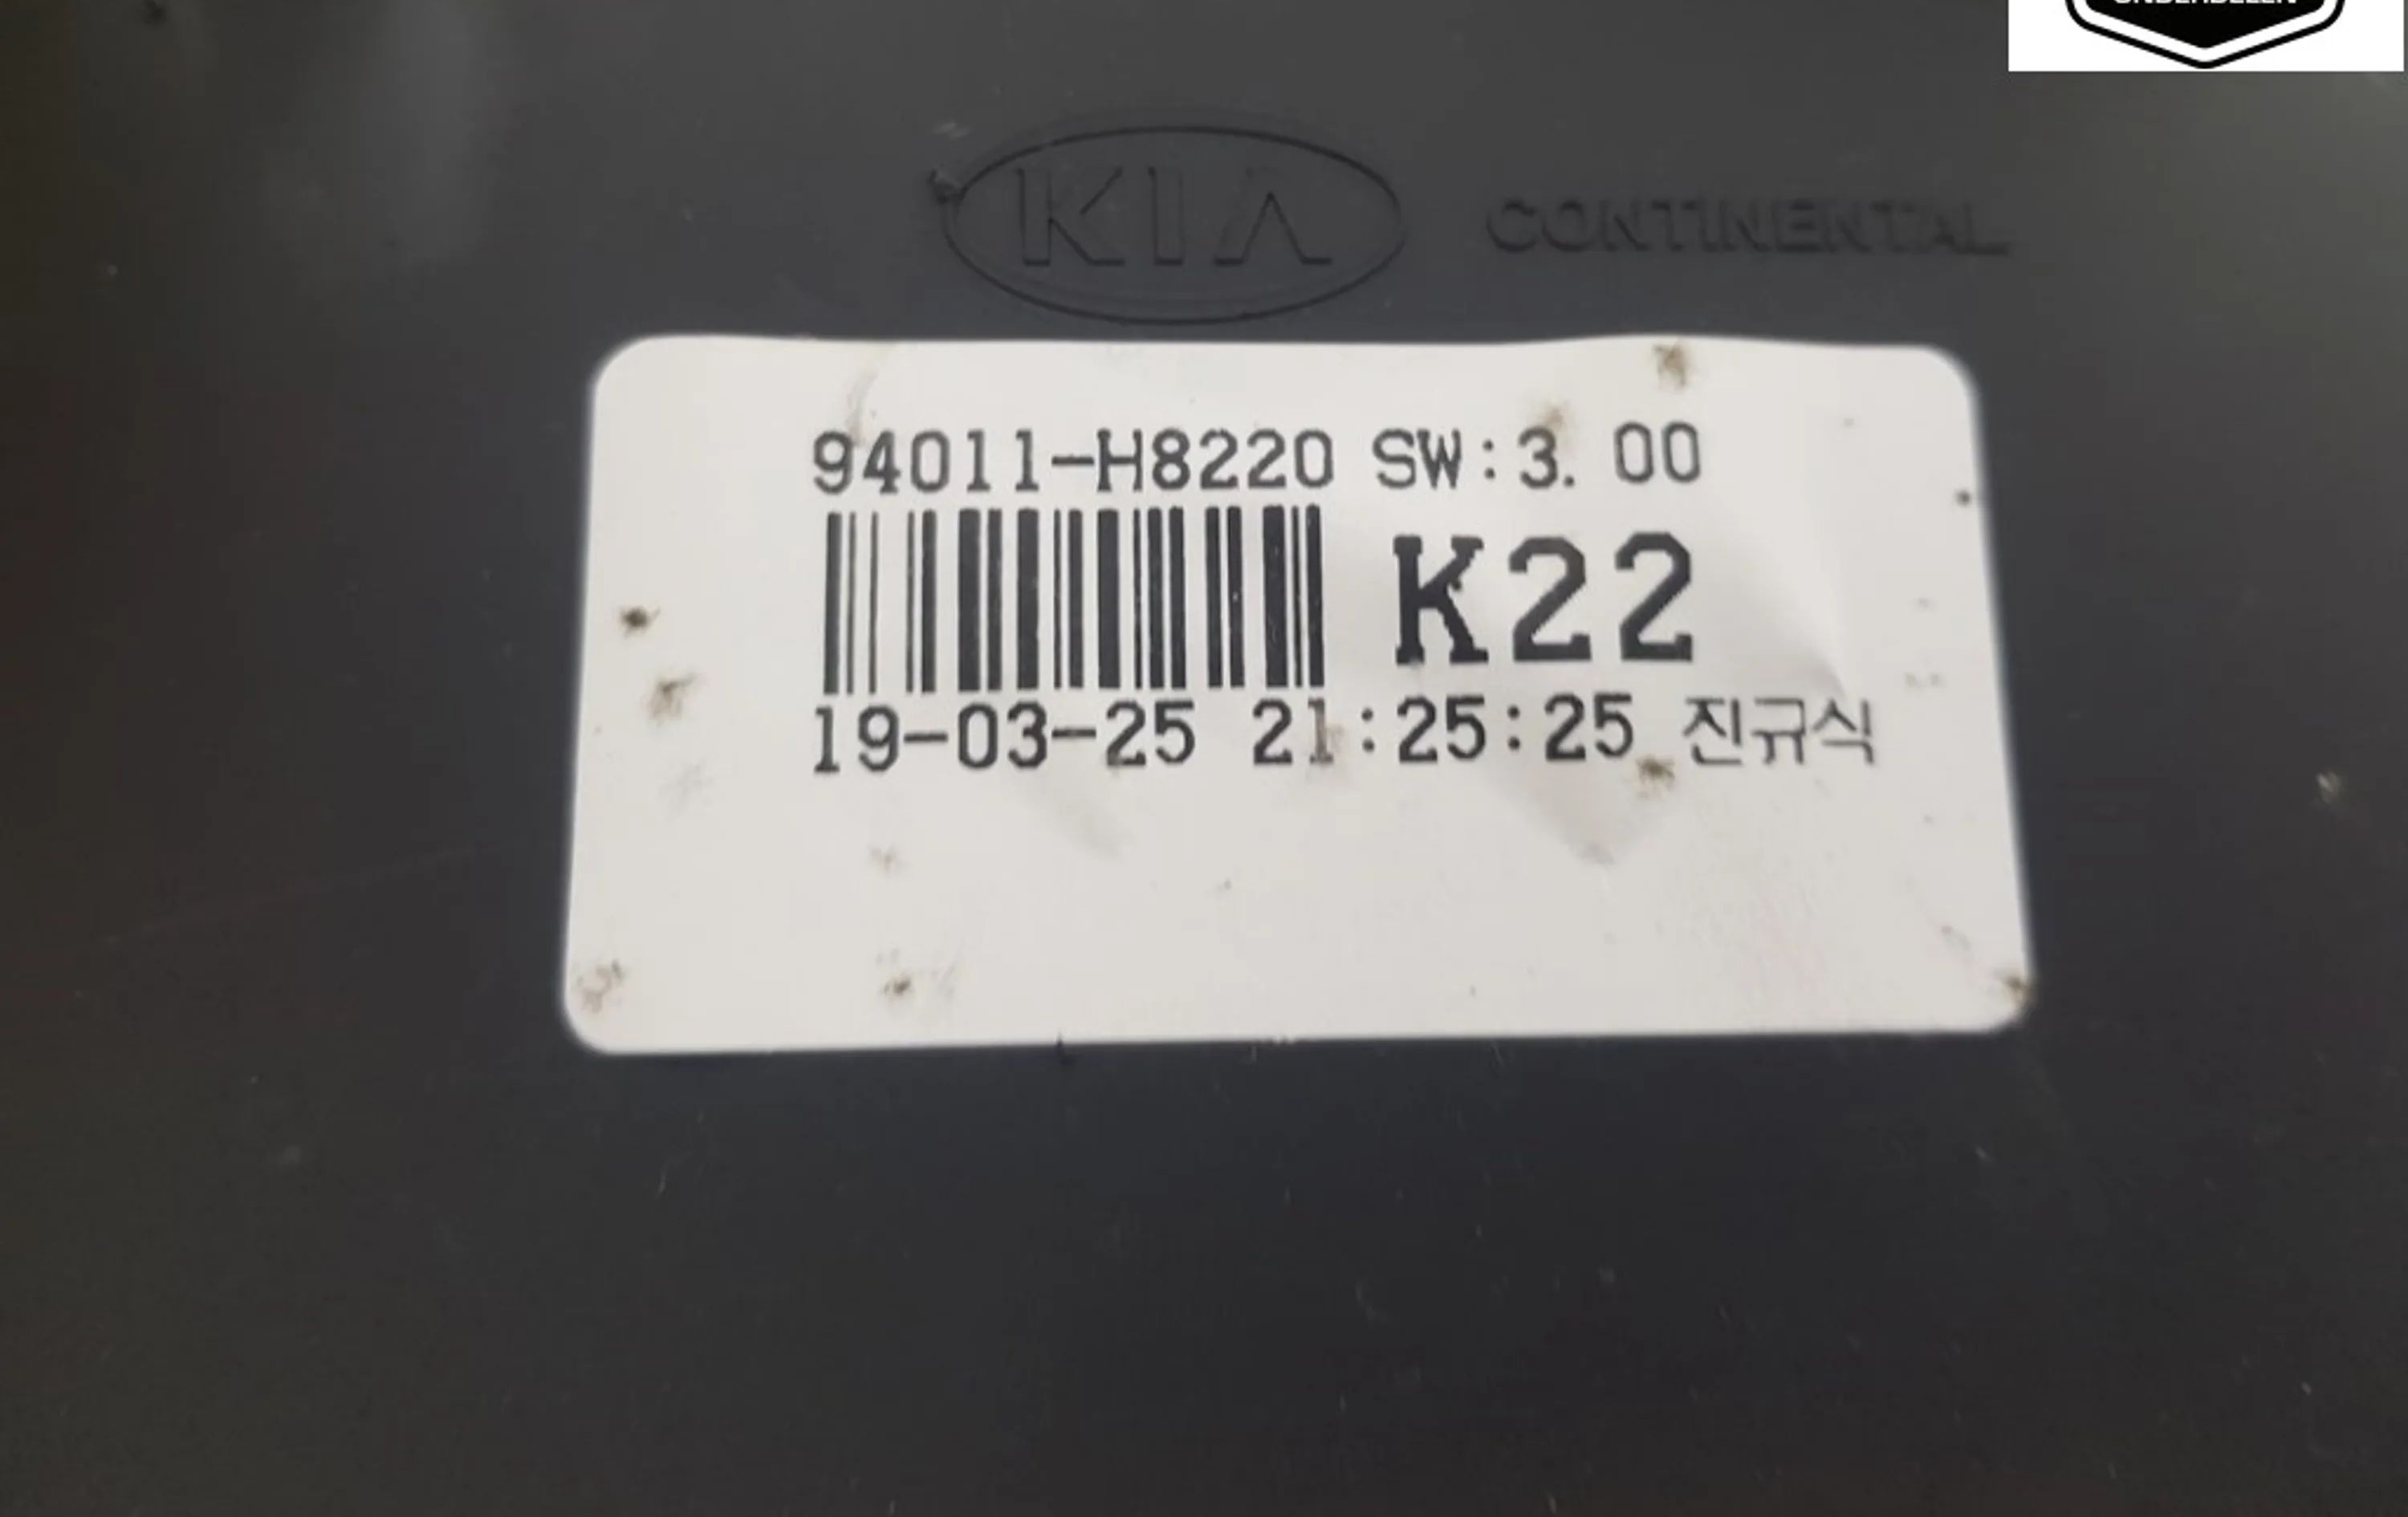 KIA CONTINENTAL
94011-H8220 SW:3. 00
K22
19-03-25 21:25:25 진규식